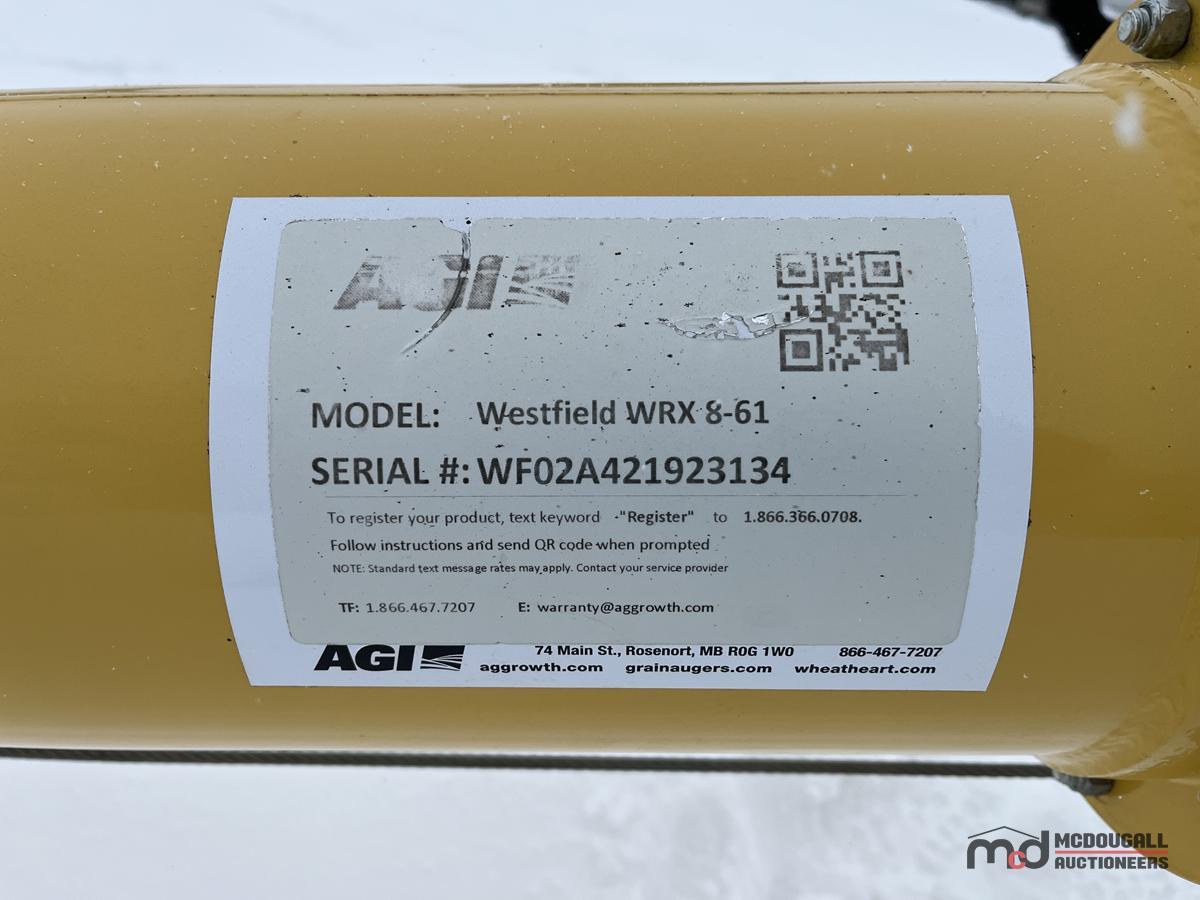 AGI
MODEL: Westfield WRX 8-61
SERIAL #: WF02A421923134
To register your product, text keyword -"Register" to 1.866.366.0708.
Follow instructions and send QR code when prompted
NOTE: Standard text message rates may apply. Contact your service provider
TF: 1.866.467.7207 E: warranty@aggrowth.com
AGI 74 Main St., Rosenort, MB R0G 1W0 866-467-7207
aggrowth.com grainaugers.com wheatheart.com
mcd MCDOUGALL
AUCTIONEERS